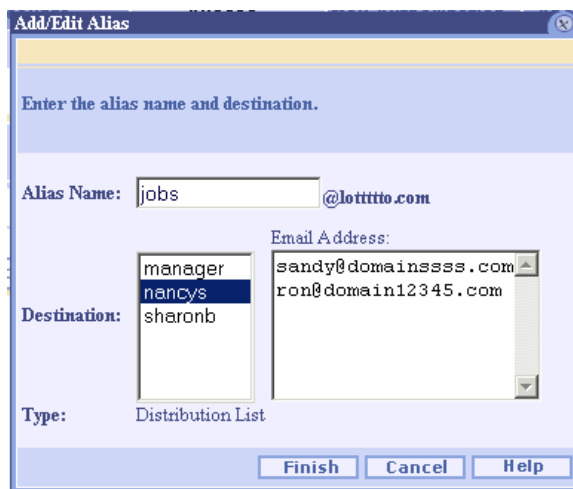 Add/Edit Alias
Enter the alias name and destination.
Alias Name: jobs @lotttttto.com
Email Address:
Destination:
manager
nancys
sharonb
sandy@domainssss.com
ron@domain12345.com
Type: Distribution List
Finish Cancel Help